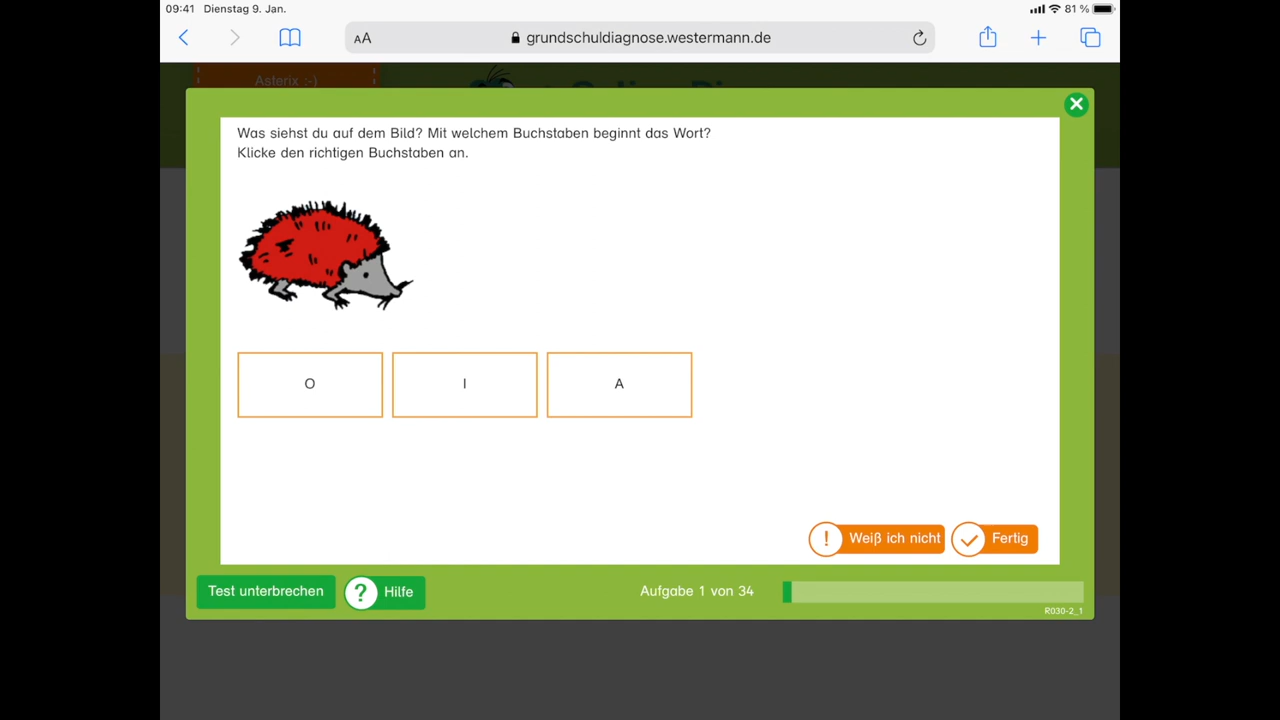 09:41 Dienstag 9. Jan.
81 %
AA
grundschuldiagnose.westermann.de
Asterix :-)
Was siehst du auf dem Bild? Mit welchem Buchstaben beginnt das Wort?
Klicke den richtigen Buchstaben an.
O I A
! Weiß ich nicht Fertig
Test unterbrechen ? Hilfe Aufgabe 1 von 34
R030-2_1